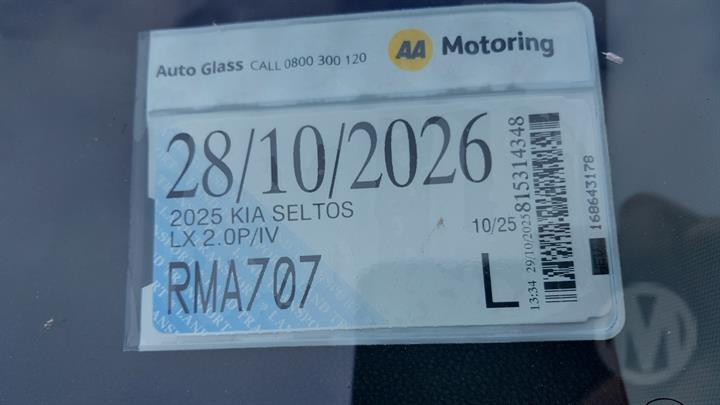 Auto Glass CALL 0800 300 120
AA Motoring
28/10/2026
2025 KIA SELTOS
LX 2.0P/IV
10/25
RMA707
L
13:34 29/10/2025 815314348
168643178
M